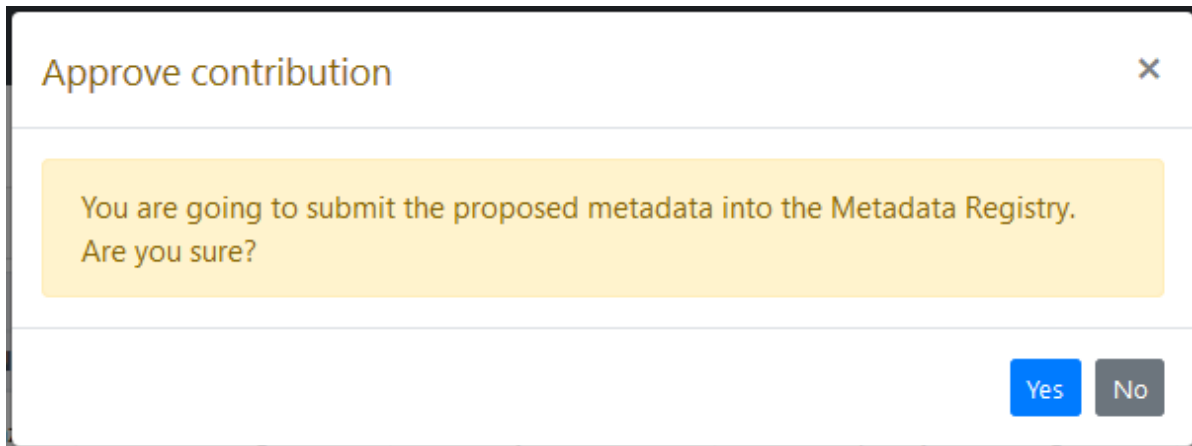 Approve contribution ×
You are going to submit the proposed metadata into the Metadata Registry.
Are you sure?
Yes No